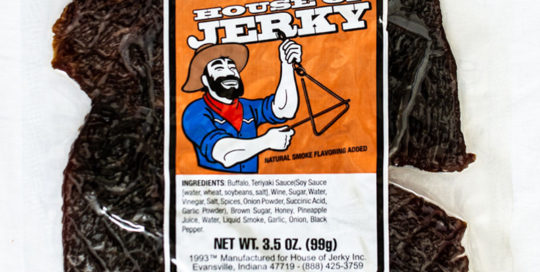 HOUSE OF
JERKY
NATURAL SMOKE FLAVORING ADDED
INGREDIENTS: Buffalo, Teriyaki Sauce(Soy Sauce
[water, wheat, soybeans, salt], Wine, Sugar, Water,
Vinegar, Salt, Spices, Onion Powder, Succinic Acid,
Garlic Powder), Brown Sugar, Honey, Pineapple
Juice, Water, Liquid Smoke, Garlic, Onion, Black
Pepper.
NET WT. 3.5 OZ. (99g)
1993™ Manufactured for House of Jerky Inc.
Evansville, Indiana 47719 - (888) 425-3759